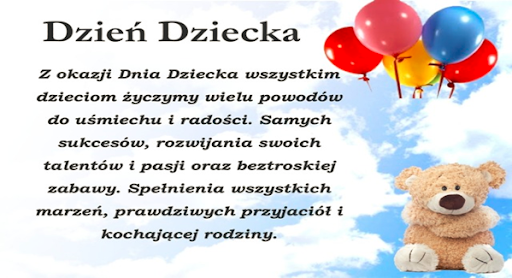 Dzień Dziecka
Z okazji Dnia Dziecka wszystkim
dzieciom życzymy wielu powodów
do uśmiechu i radości. Samych
sukcesów, rozwijania swoich
talentów i pasji oraz beztroskiej
zabawy. Spełnienia wszystkich
marzeń, prawdziwych przyjaciół i
kochającej rodziny.